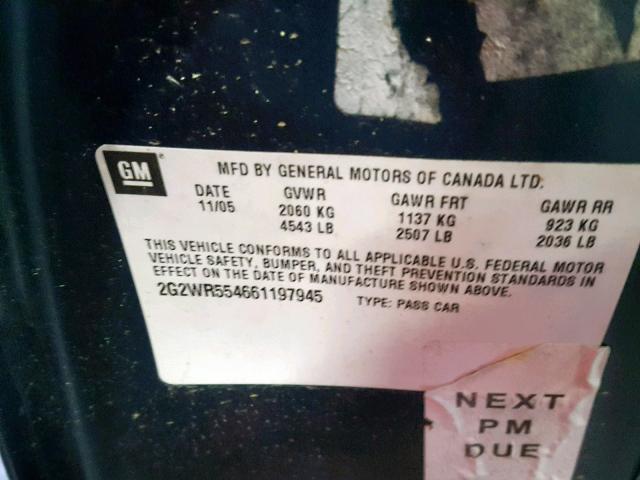 GM
MFD BY GENERAL MOTORS OF CANADA LTD.
DATE GVWR GAWR FRT GAWR RR
11/05 2060 KG 1137 KG 923 KG
4543 LB 2507 LB 2036 LB
THIS VEHICLE CONFORMS TO ALL APPLICABLE U.S. FEDERAL MOTOR
VEHICLE SAFETY, BUMPER, AND THEFT PREVENTION STANDARDS IN
EFFECT ON THE DATE OF MANUFACTURE SHOWN ABOVE.
2G2WR554661197945 TYPE: PASS CAR
NEXT
PM
DUE